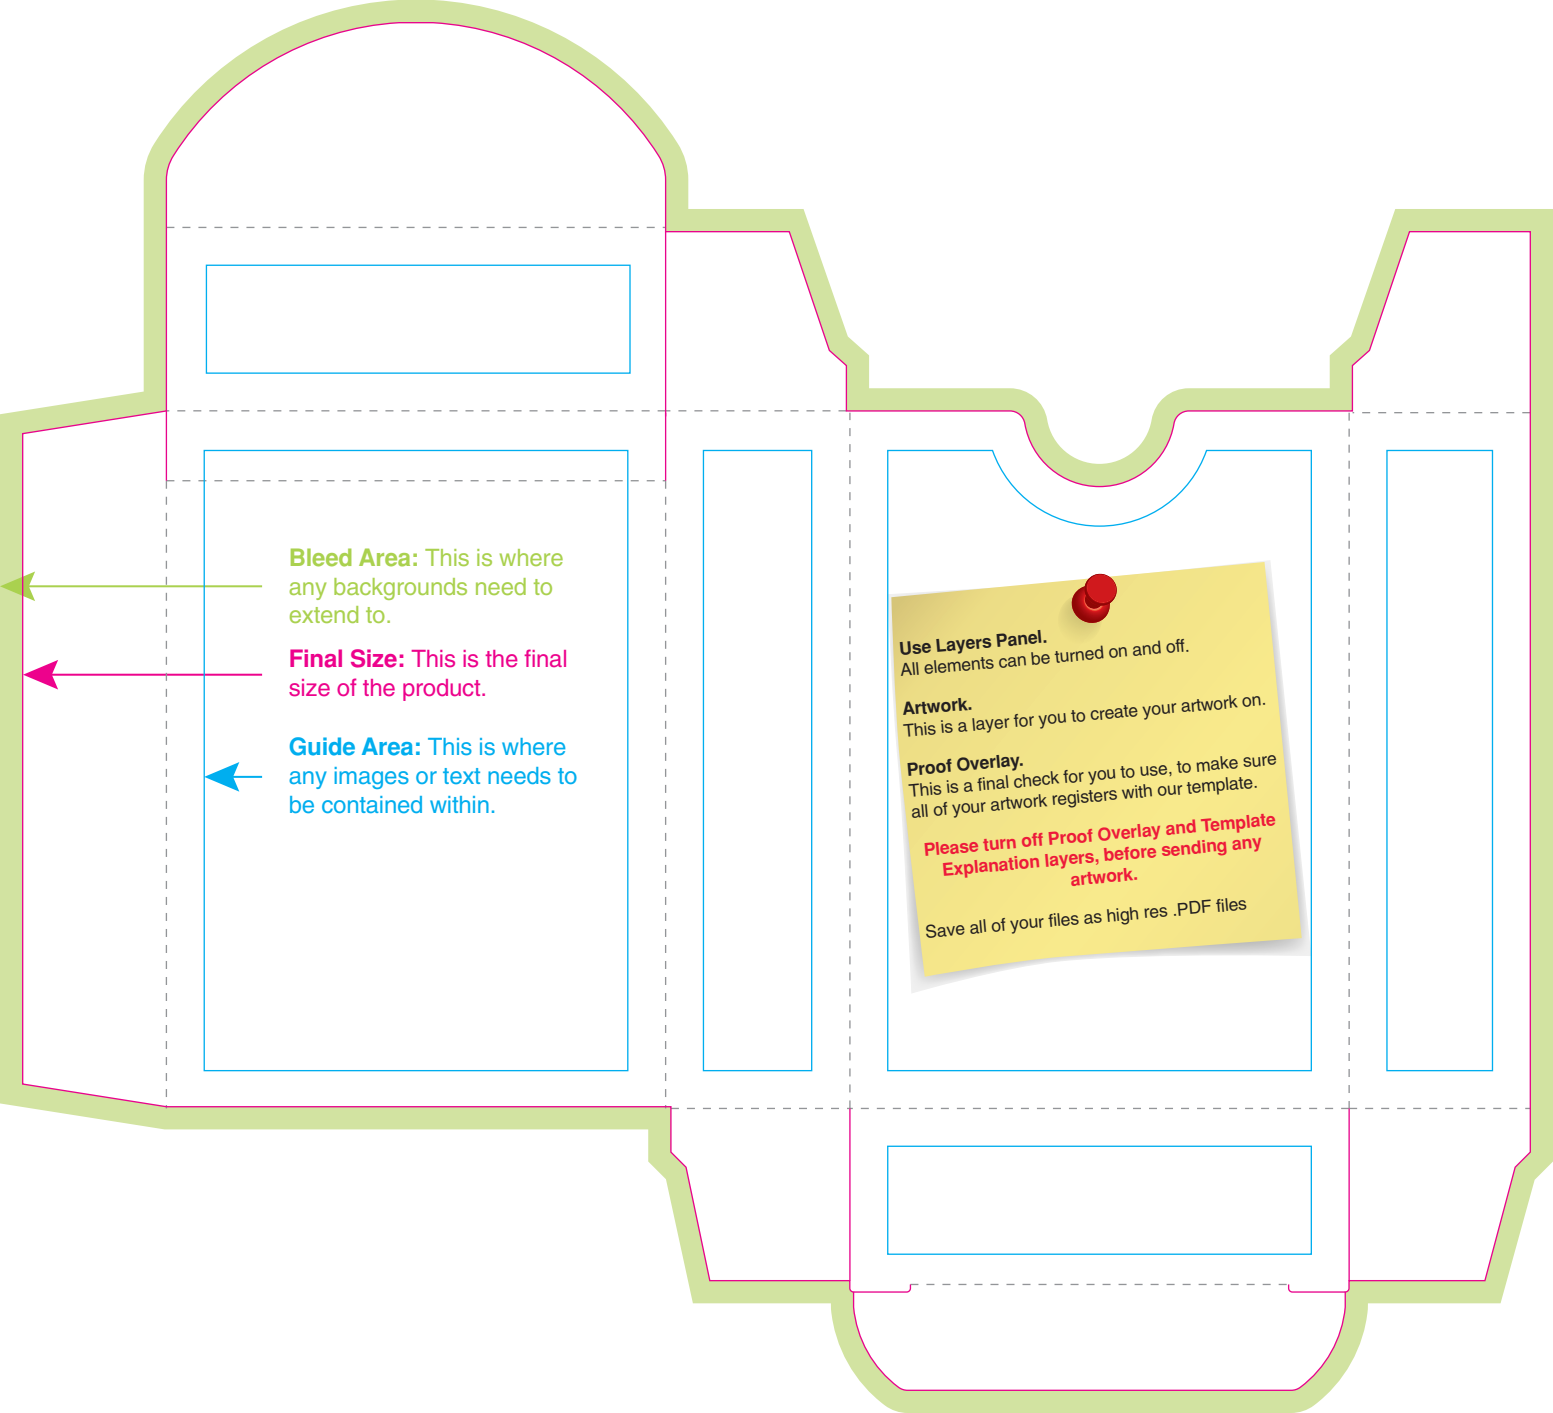 Bleed Area: This is where
any backgrounds need to
extend to.
Final Size: This is the final
size of the product.
Guide Area: This is where
any images or text needs to
be contained within.
Use Layers Panel.
All elements can be turned on and off.
Artwork.
This is a layer for you to create your artwork on.
Proof Overlay.
This is a final check for you to use, to make sure
all of your artwork registers with our template.
Please turn off Proof Overlay and Template
Explanation layers, before sending any
artwork.
Save all of your files as high res .PDF files